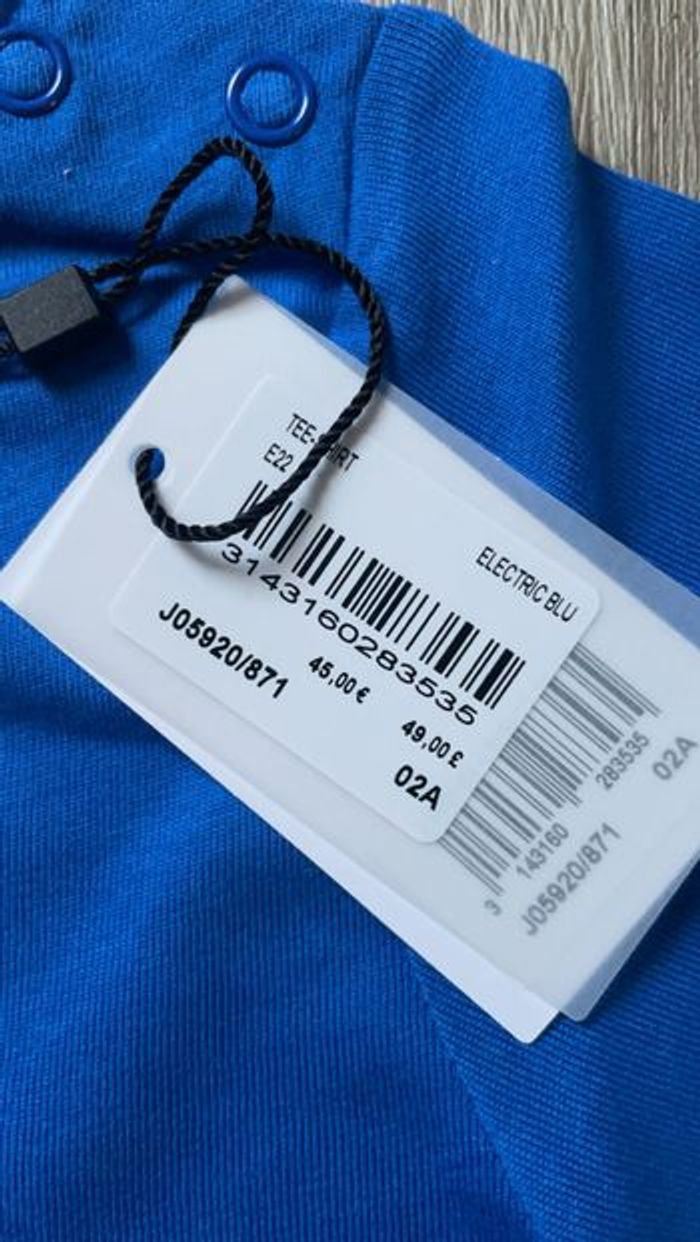 TEE-SHIRT
E22
ELECTRIC BLU
3143160283535
J05920/871
45,00 €
49,00 £
02A
3 143160 283535
J05920/871
02A